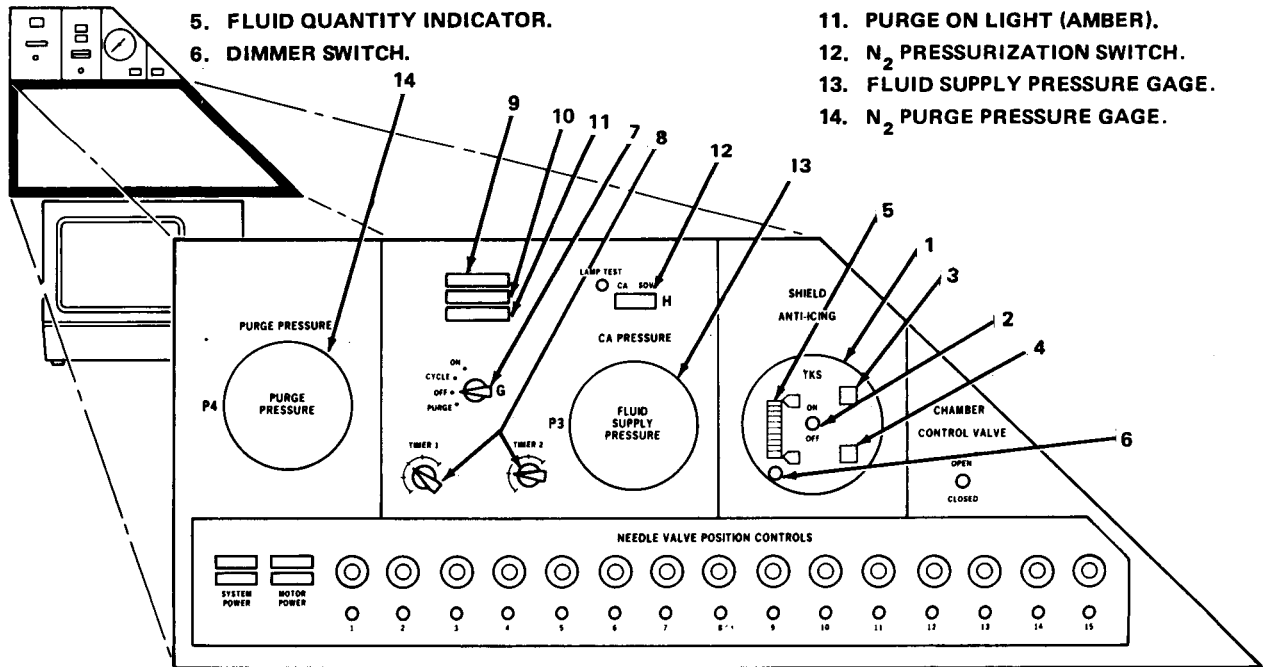 5. FLUID QUANTITY INDICATOR.
6. DIMMER SWITCH.
11. PURGE ON LIGHT (AMBER).
12. N2 PRESSURIZATION SWITCH.
13. FLUID SUPPLY PRESSURE GAGE.
14. N2 PURGE PRESSURE GAGE.
14
9
10
11
7
8
12
13
5
1
3
2
4
6
PURGE PRESSURE
P4
PURGE
PRESSURE
ON
CYCLE
OFF
PURGE
G
TIMER 1
TIMER 2
LAMP TEST
CA SOV
H
CA PRESSURE
P3
FLUID
SUPPLY
PRESSURE
SHIELD
ANTI-ICING
TKS
ON
OFF
CHAMBER
CONTROL VALVE
OPEN
CLOSED
NEEDLE VALVE POSITION CONTROLS
SYSTEM
POWER
MOTOR
POWER
1 2 3 4 5 6 7 8 9 10 11 12 13 14 15